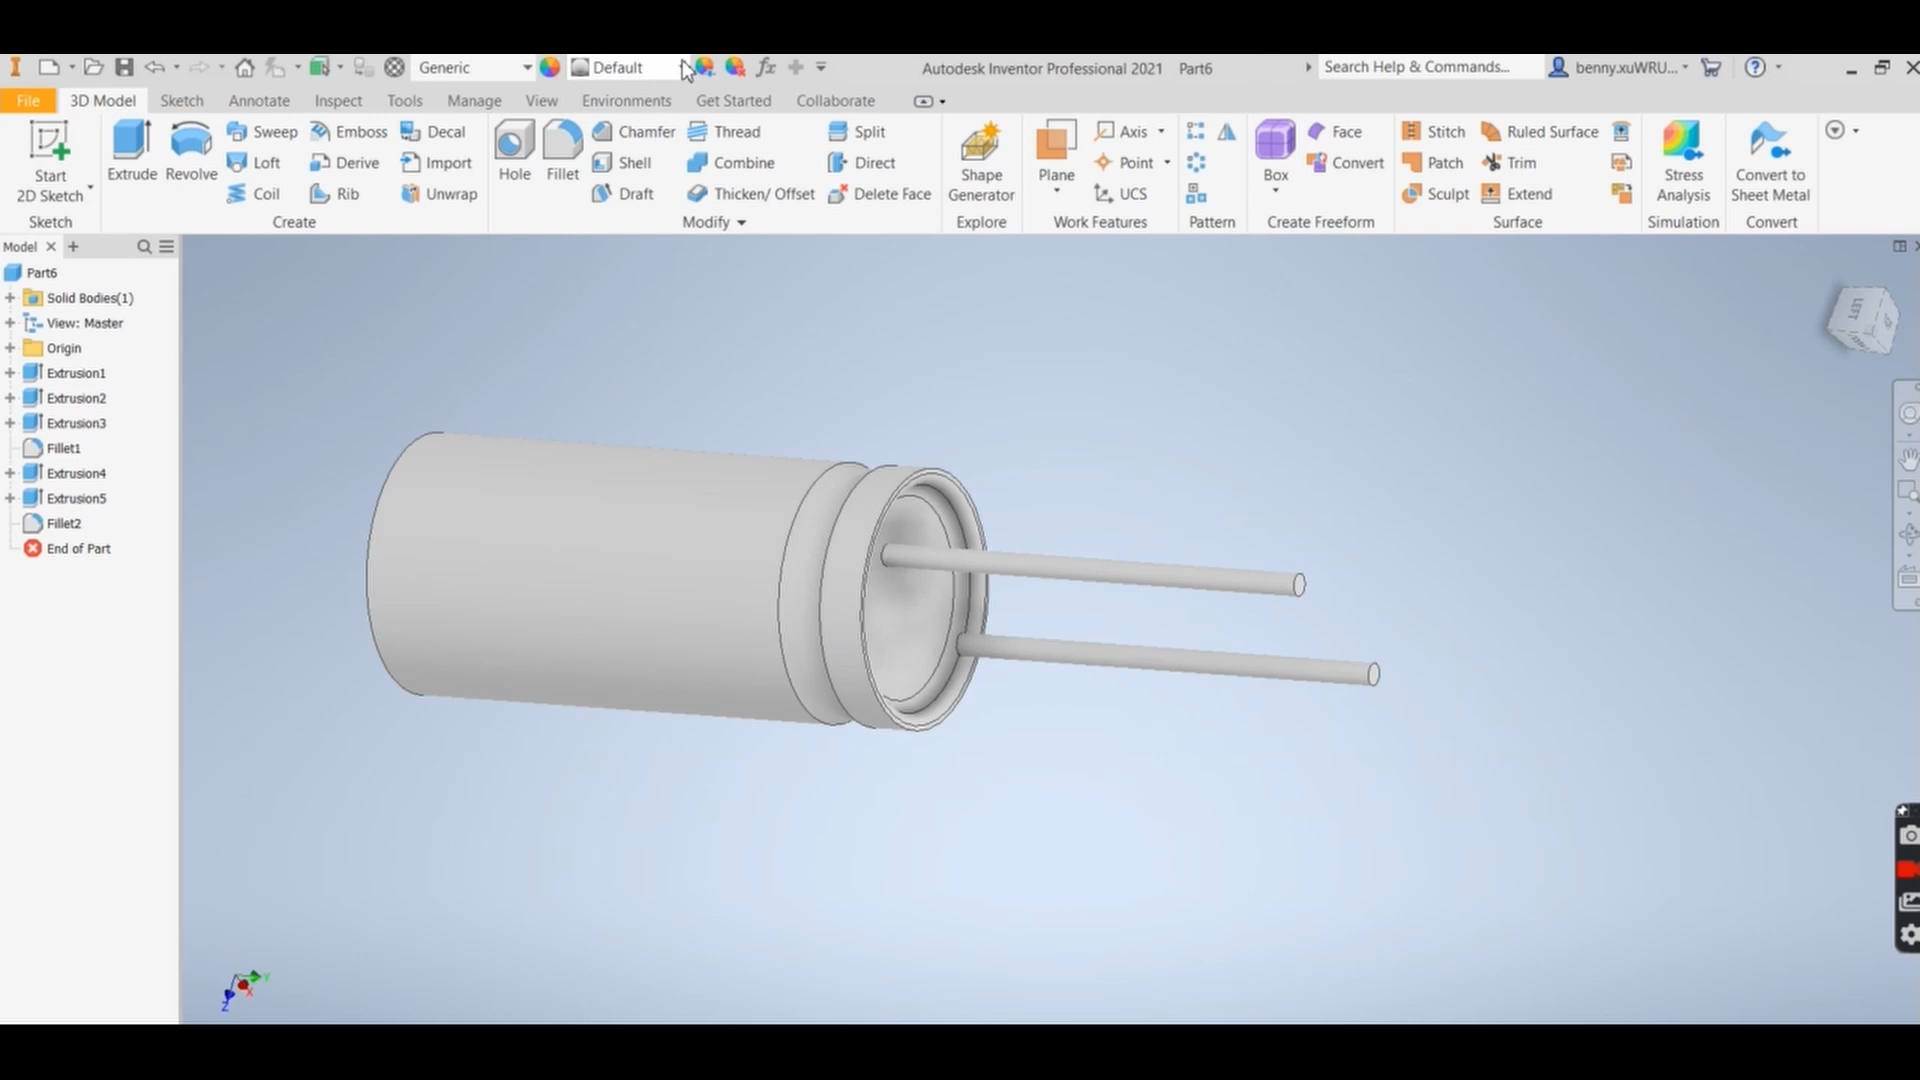 Generic Default Autodesk Inventor Professional 2021 Part6 Search Help & Commands... benny.xuWRU...
File 3D Model Sketch Annotate Inspect Tools Manage View Environments Get Started Collaborate
Start 2D Sketch
Extrude
Revolve
Sweep
Loft
Coil
Emboss
Derive
Rib
Decal
Import
Unwrap
Hole
Fillet
Chamfer
Shell
Draft
Thread
Combine
Thicken/ Offset
Split
Direct
Delete Face
Shape
Generator
Plane
Axis
Point
UCS
Box
Face
Convert
Stitch
Patch
Sculpt
Ruled Surface
Trim
Extend
Stress
Analysis
Convert to
Sheet Metal
Sketch Create Modify Explore Work Features Pattern Create Freeform Surface Simulation Convert
Model
Part6
Solid Bodies(1)
View: Master
Origin
Extrusion1
Extrusion2
Extrusion3
Fillet1
Extrusion4
Extrusion5
Fillet2
End of Part
LEFT
Y
X
Z